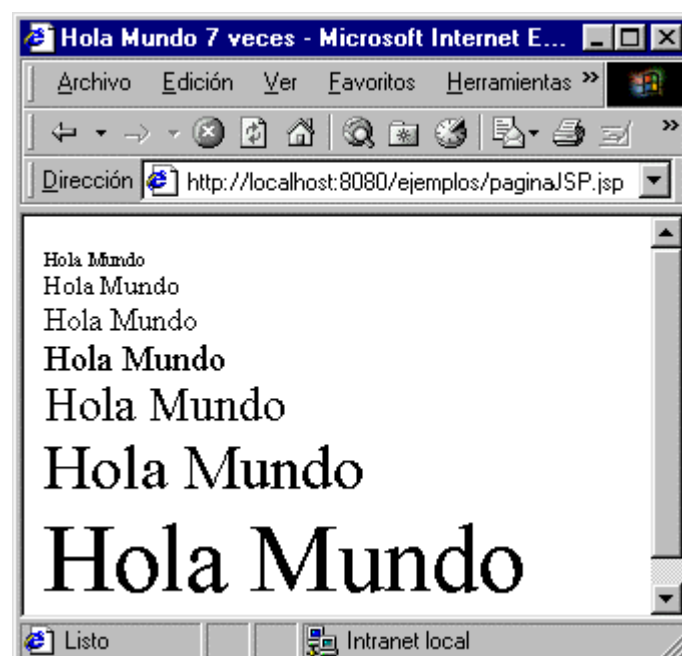 Hola Mundo 7 veces - Microsoft Internet E...
Archivo Edición Ver Favoritos Herramientas »
»
Dirección http://localhost:8080/ejemplos/paginaJSP.jsp
Hola Mundo
Hola Mundo
Hola Mundo
Hola Mundo
Hola Mundo
Hola Mundo
Hola Mundo
Listo Intranet local